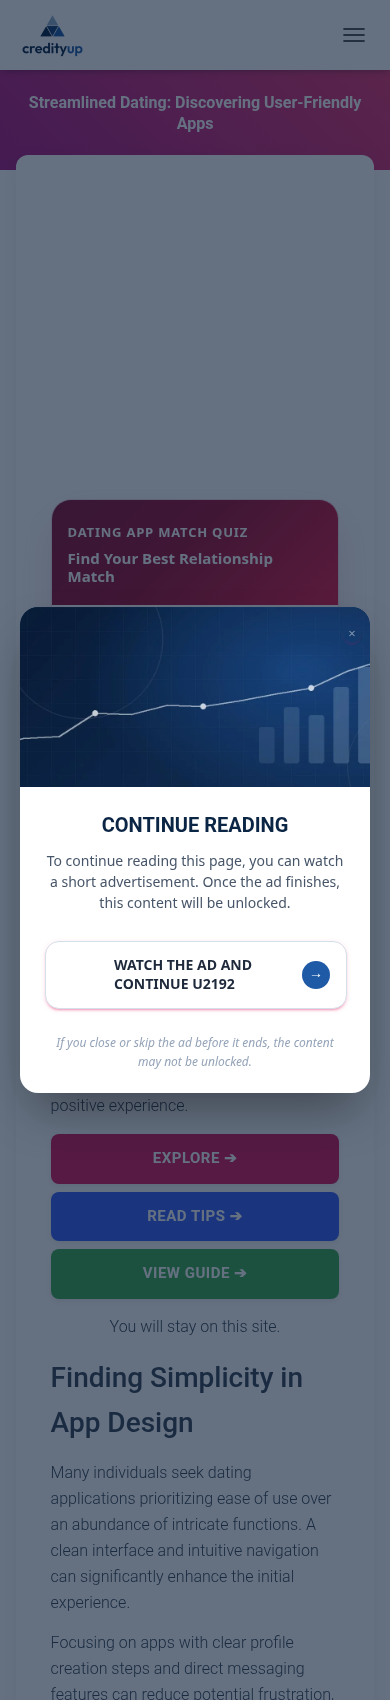 credityup
Streamlined Dating: Discovering User-Friendly
Apps
DATING APP MATCH QUIZ
Find Your Best Relationship
Match
×
CONTINUE READING
To continue reading this page, you can watch
a short advertisement. Once the ad finishes,
this content will be unlocked.
WATCH THE AD AND
CONTINUE U2192 →
If you close or skip the ad before it ends, the content
may not be unlocked.
positive experience.
EXPLORE ➔
READ TIPS ➔
VIEW GUIDE ➔
You will stay on this site.
Finding Simplicity in
App Design
Many individuals seek dating
applications prioritizing ease of use over
an abundance of intricate functions. A
clean interface and intuitive navigation
can significantly enhance the initial
experience.
Focusing on apps with clear profile
creation steps and direct messaging
features can reduce potential frustration.